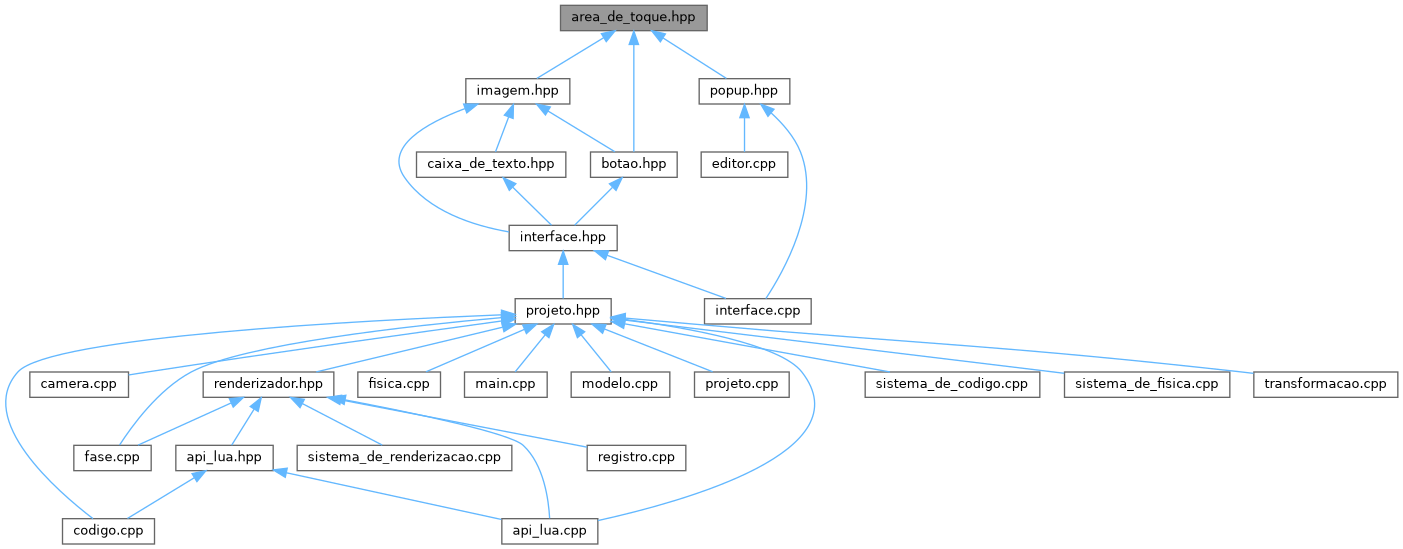 area_de_toque.hpp
imagem.hpp
popup.hpp
caixa_de_texto.hpp
botao.hpp
editor.cpp
interface.hpp
projeto.hpp
interface.cpp
camera.cpp
renderizador.hpp
fisica.cpp
main.cpp
modelo.cpp
projeto.cpp
sistema_de_codigo.cpp
sistema_de_fisica.cpp
transformacao.cpp
fase.cpp
api_lua.hpp
sistema_de_renderizacao.cpp
registro.cpp
codigo.cpp
api_lua.cpp